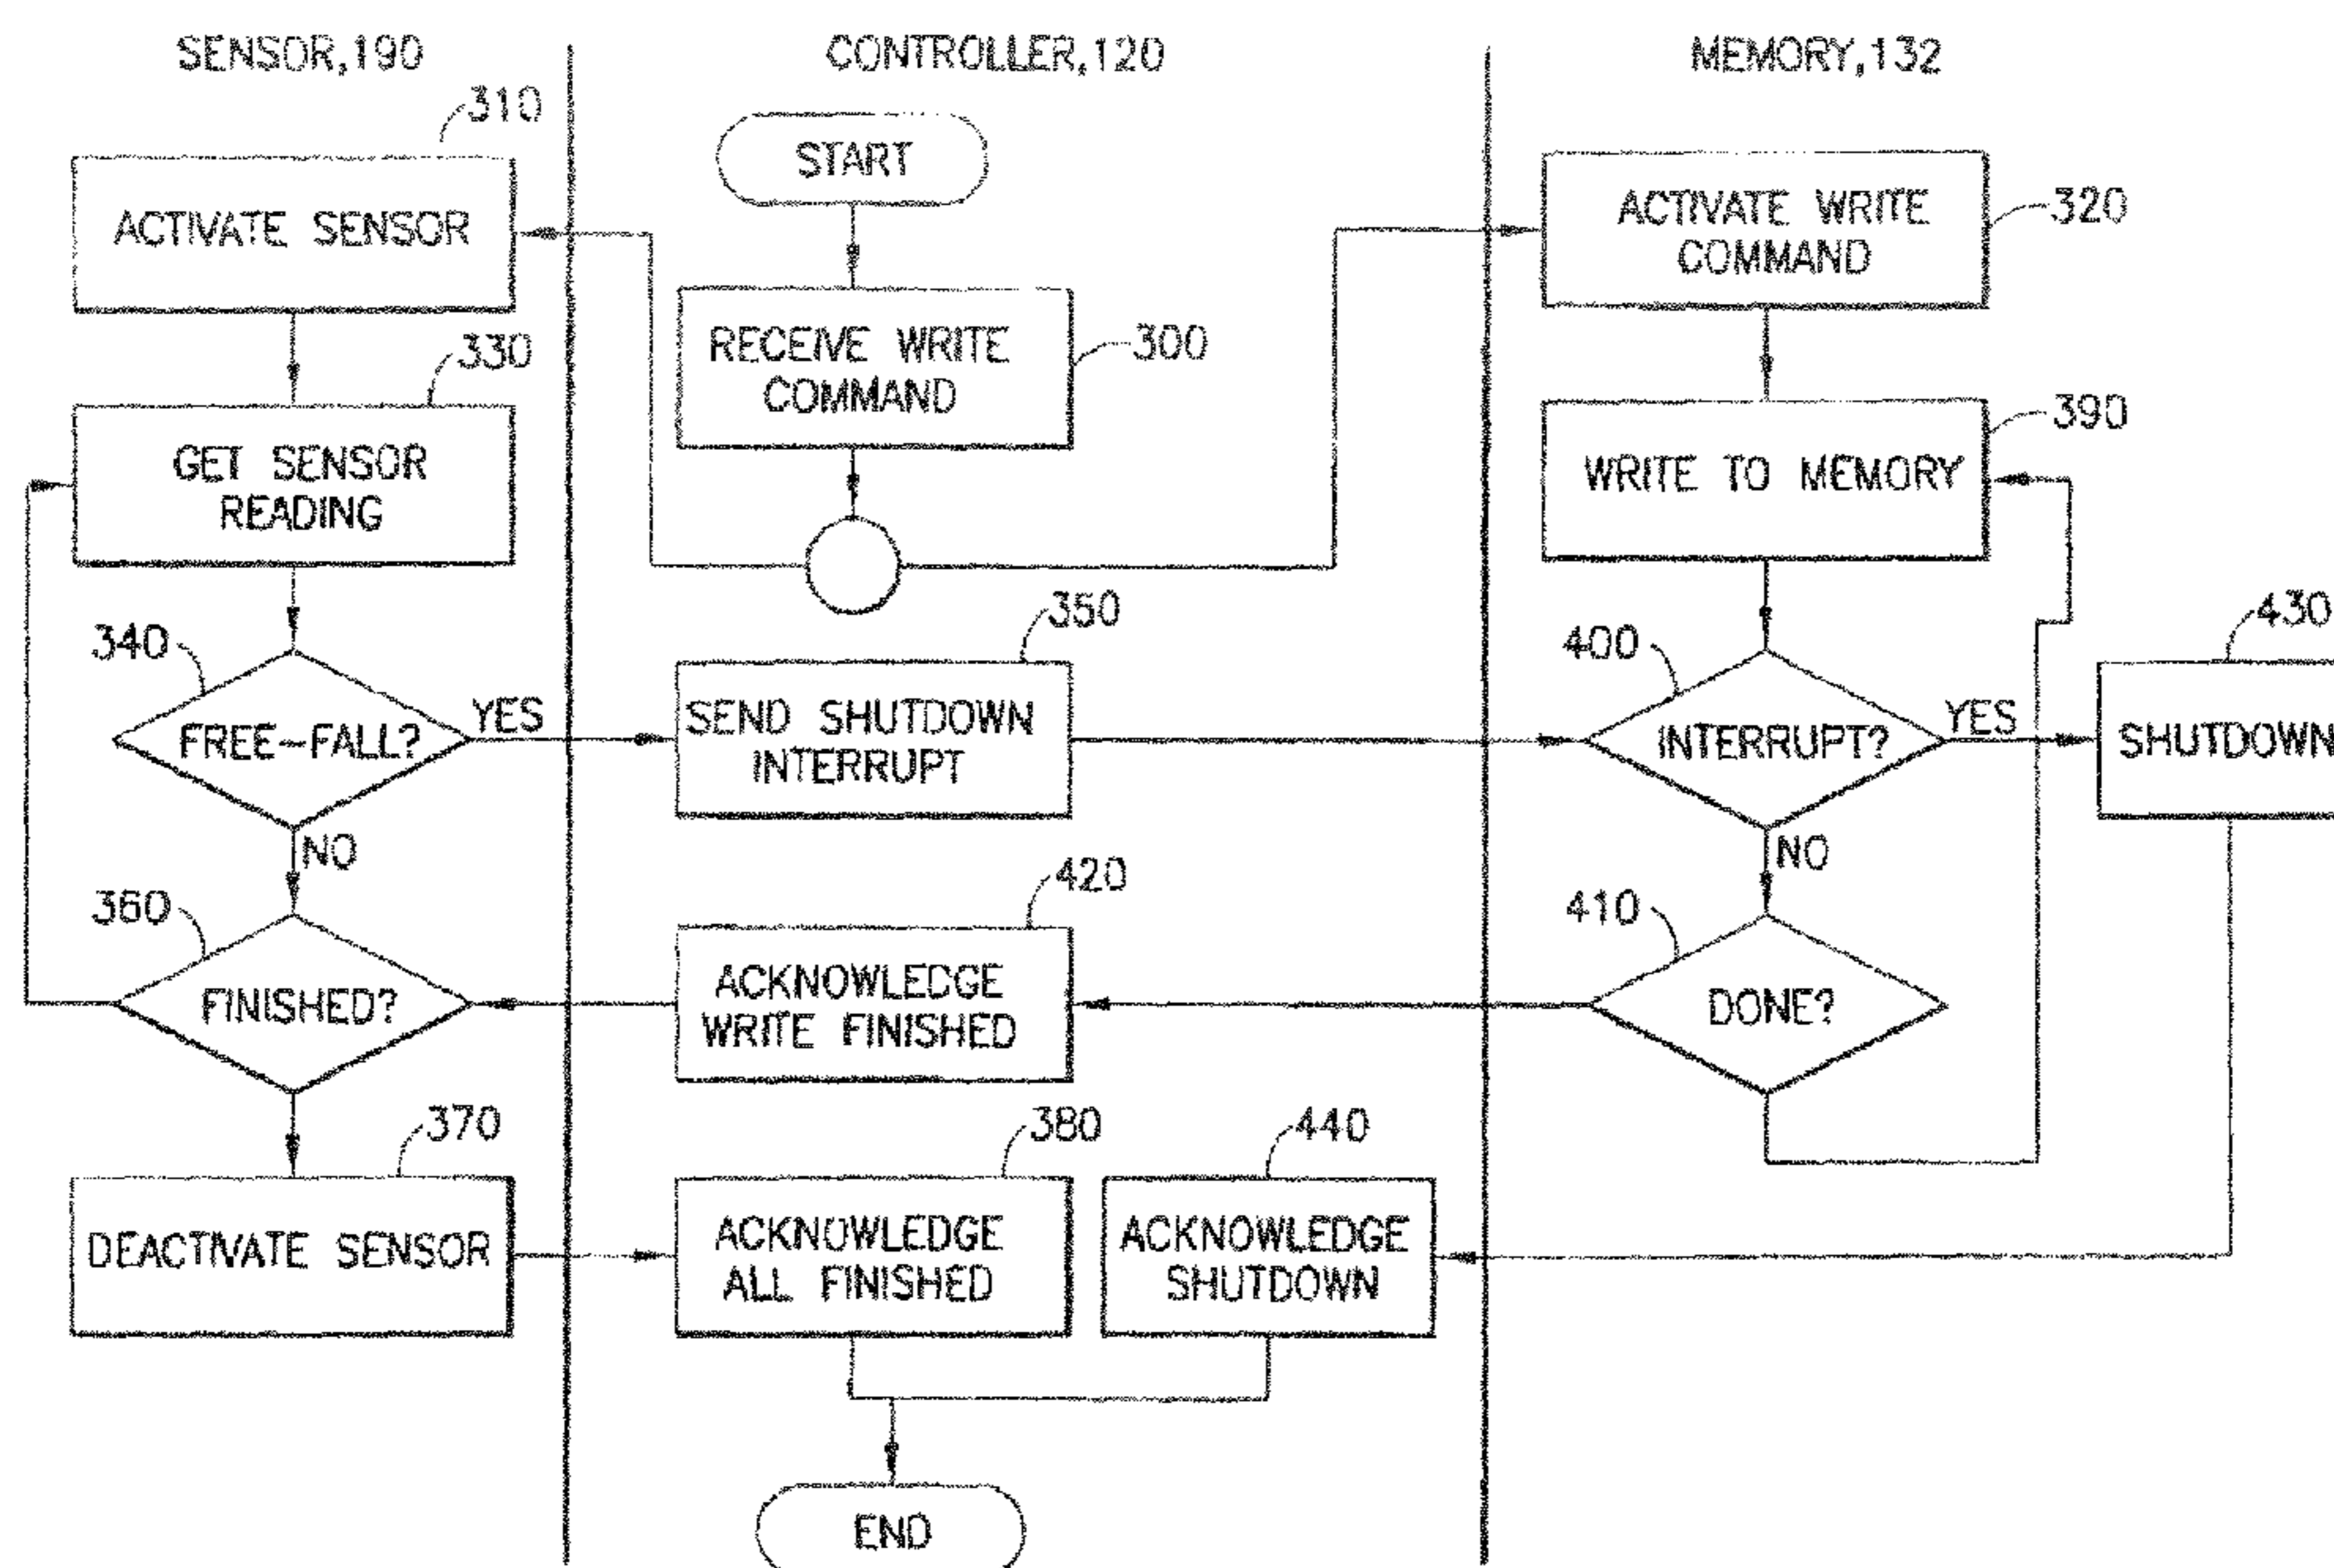 SENSOR,190
CONTROLLER,120
MEMORY,132
310
START
ACTIVATE SENSOR
ACTIVATE WRITE
COMMAND
320
330
RECEIVE WRITE
COMMAND
300
390
GET SENSOR
READING
WRITE TO MEMORY
340
350
400
430
FREE-FALL?
YES
SEND SHUTDOWN
INTERRUPT
INTERRUPT?
YES
SHUTDOWN
NO
NO
360
420
410
FINISHED?
ACKNOWLEDGE
WRITE FINISHED
DONE?
370
380
440
DEACTIVATE SENSOR
ACKNOWLEDGE
ALL FINISHED
ACKNOWLEDGE
SHUTDOWN
END